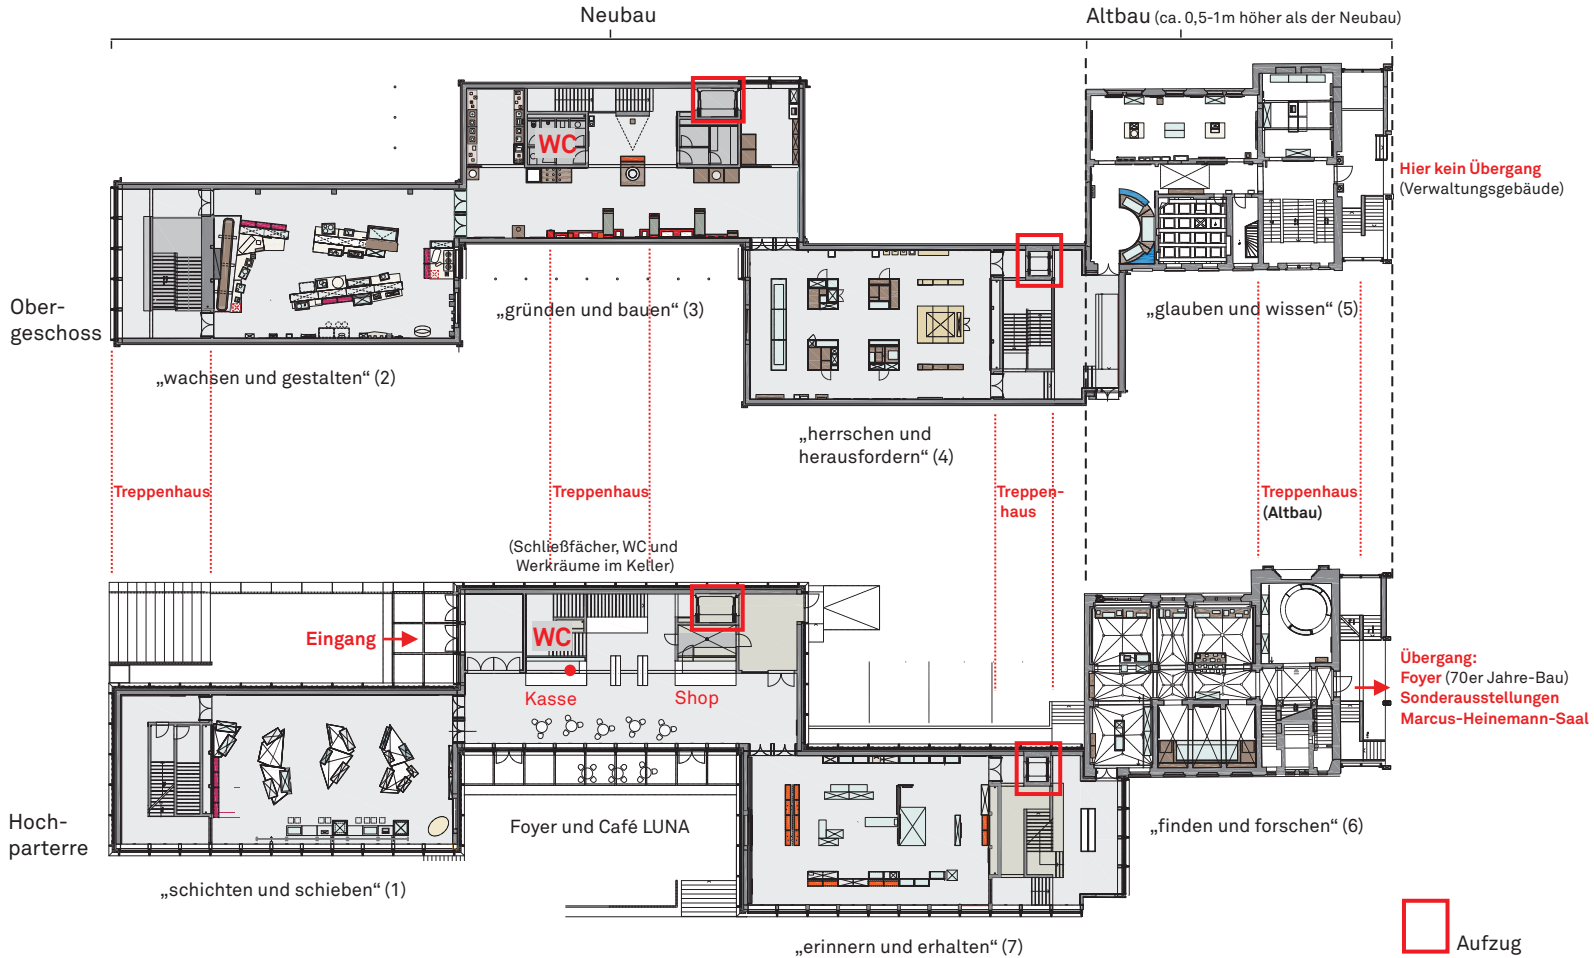 Neubau
Altbau (ca. 0,5-1m höher als der Neubau)
WC
Hier kein Übergang
(Verwaltungsgebäude)
Ober-
geschoss
„gründen und bauen“ (3)
„glauben und wissen“ (5)
„wachsen und gestalten“ (2)
„herrschen und
herausfordern“ (4)
Treppenhaus
Treppenhaus
Treppen-
haus
Treppenhaus
(Altbau)
(Schließfächer, WC und
Werkräume im Keller)
Eingang
WC
Kasse
Shop
Übergang:
Foyer (70er Jahre-Bau)
Sonderausstellungen
Marcus-Heinemann-Saal
Hoch-
parterre
Foyer und Café LUNA
„finden und forschen“ (6)
„schichten und schieben“ (1)
„erinnern und erhalten“ (7)
Aufzug